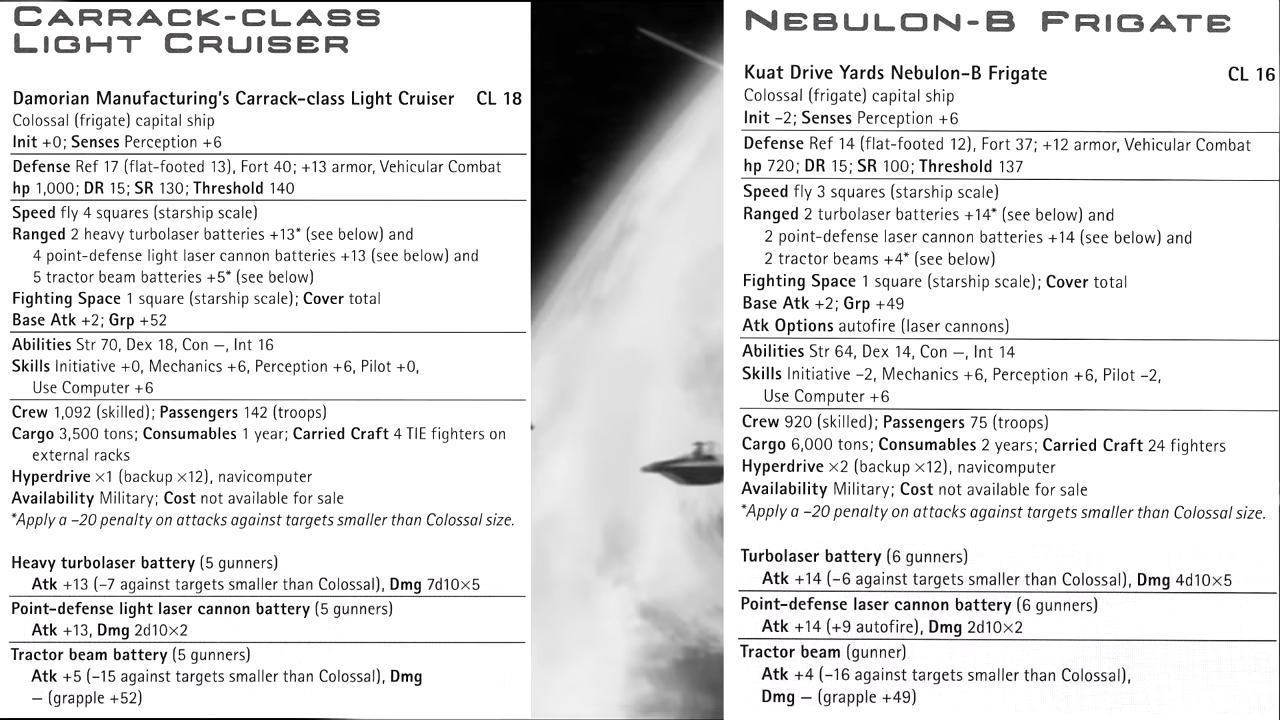 CARRACK-CLASS
LIGHT CRUISER
Damorian Manufacturing's Carrack-class Light Cruiser CL 18
Colossal (frigate) capital ship
Init +0; Senses Perception +6
Defense Ref 17 (flat-footed 13), Fort 40; +13 armor, Vehicular Combat
hp 1,000; DR 15; SR 130; Threshold 140
Speed fly 4 squares (starship scale)
Ranged 2 heavy turbolaser batteries +13* (see below) and
4 point-defense light laser cannon batteries +13 (see below) and
5 tractor beam batteries +5* (see below)
Fighting Space 1 square (starship scale); Cover total
Base Atk +2; Grp +52
Abilities Str 70, Dex 18, Con —, Int 16
Skills Initiative +0, Mechanics +6, Perception +6, Pilot +0,
Use Computer +6
Crew 1,092 (skilled); Passengers 142 (troops)
Cargo 3,500 tons; Consumables 1 year; Carried Craft 4 TIE fighters on
external racks
Hyperdrive ×1 (backup ×12), navicomputer
Availability Military; Cost not available for sale
*Apply a –20 penalty on attacks against targets smaller than Colossal size.
Heavy turbolaser battery (5 gunners)
Atk +13 (–7 against targets smaller than Colossal), Dmg 7d10×5
Point-defense light laser cannon battery (5 gunners)
Atk +13, Dmg 2d10×2
Tractor beam battery (5 gunners)
Atk +5 (–15 against targets smaller than Colossal), Dmg
— (grapple +52)
NEBULON-B FRIGATE
Kuat Drive Yards Nebulon-B Frigate CL 16
Colossal (frigate) capital ship
Init –2; Senses Perception +6
Defense Ref 14 (flat-footed 12), Fort 37; +12 armor, Vehicular Combat
hp 720; DR 15; SR 100; Threshold 137
Speed fly 3 squares (starship scale)
Ranged 2 turbolaser batteries +14* (see below) and
2 point-defense laser cannon batteries +14 (see below) and
2 tractor beams +4* (see below)
Fighting Space 1 square (starship scale); Cover total
Base Atk +2; Grp +49
Atk Options autofire (laser cannons)
Abilities Str 64, Dex 14, Con —, Int 14
Skills Initiative –2, Mechanics +6, Perception +6, Pilot –2,
Use Computer +6
Crew 920 (skilled); Passengers 75 (troops)
Cargo 6,000 tons; Consumables 2 years; Carried Craft 24 fighters
Hyperdrive ×2 (backup ×12), navicomputer
Availability Military; Cost not available for sale
*Apply a –20 penalty on attacks against targets smaller than Colossal size.
Turbolaser battery (6 gunners)
Atk +14 (–6 against targets smaller than Colossal), Dmg 4d10×5
Point-defense laser cannon battery (6 gunners)
Atk +14 (+9 autofire), Dmg 2d10×2
Tractor beam (gunner)
Atk +4 (–16 against targets smaller than Colossal),
Dmg — (grapple +49)